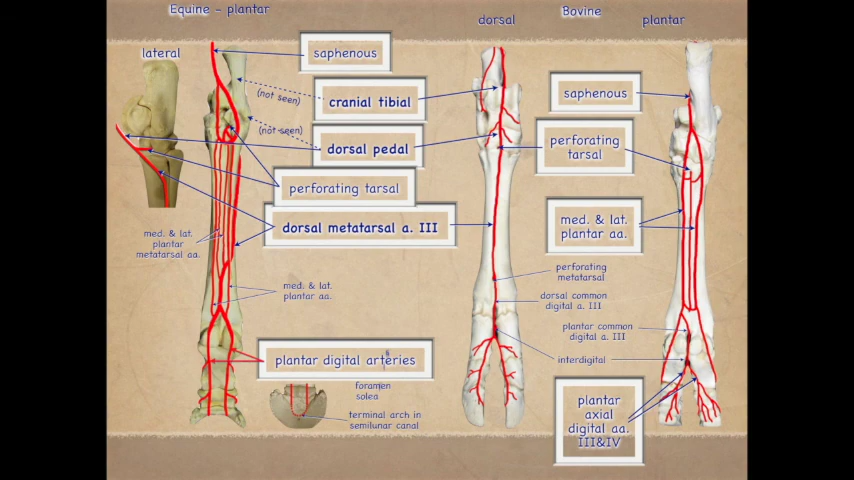 Equine - plantar
dorsal
Bovine
plantar
lateral
saphenous
(not seen)
cranial tibial
saphenous
(not seen)
dorsal pedal
perforating
tarsal
perforating tarsal
dorsal metatarsal a. III
med. & lat.
plantar aa.
med. & lat.
plantar
metatarsal aa.
perforating
metatarsal
med. & lat.
plantar aa.
dorsal common
digital a. III
plantar common
digital a. III
plantar digital arteries
interdigital
foramen
solea
terminal arch in
semilunar canal
plantar
axial
digital aa.
III&IV